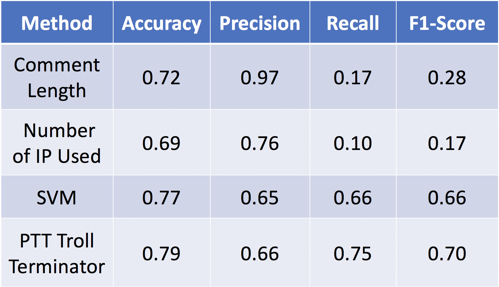 Method Accuracy Precision Recall F1-Score
Comment
Length 0.72 0.97 0.17 0.28
Number
of IP Used 0.69 0.76 0.10 0.17
SVM 0.77 0.65 0.66 0.66
PTT Troll
Terminator 0.79 0.66 0.75 0.70